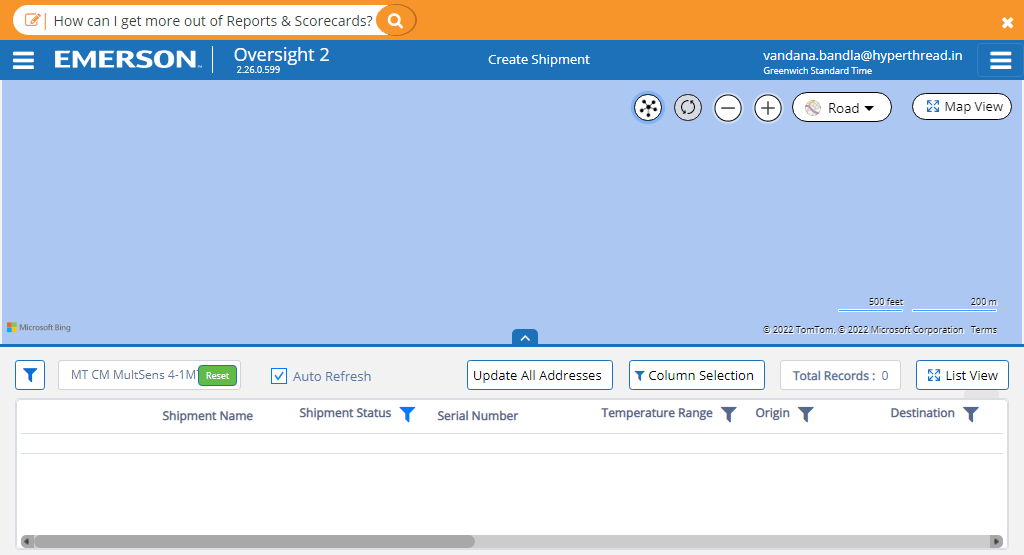 How can I get more out of Reports & Scorecards?
EMERSON
Oversight 2
2.26.0.599
Create Shipment
vandana.bandla@hyperthread.in
Greenwich Standard Time
Road
Map View
500 feet
200 m
Microsoft Bing
© 2022 TomTom, © 2022 Microsoft Corporation Terms
MT CM MultSens 4-1M
Reset
Auto Refresh
Update All Addresses
Column Selection
Total Records : 0
List View
Shipment Name
Shipment Status
Serial Number
Temperature Range
Origin
Destination